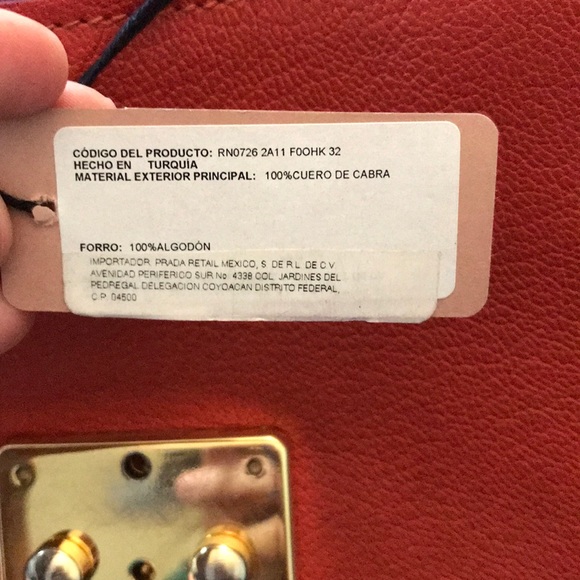 CÓDIGO DEL PRODUCTO: RN0726 2A11 F0OHK 32
HECHO EN TURQUÍA
MATERIAL EXTERIOR PRINCIPAL: 100%CUERO DE CABRA
FORRO: 100%ALGODÓN
IMPORTADOR: PRADA RETAIL MEXICO, S. DE R.L. DE C.V.
AVENIDAD PERIFERICO SUR No. 4338 COL. JARDINES DEL
PEDREGAL DELEGACION COYOACAN DISTRITO FEDERAL,
C.P. 04500